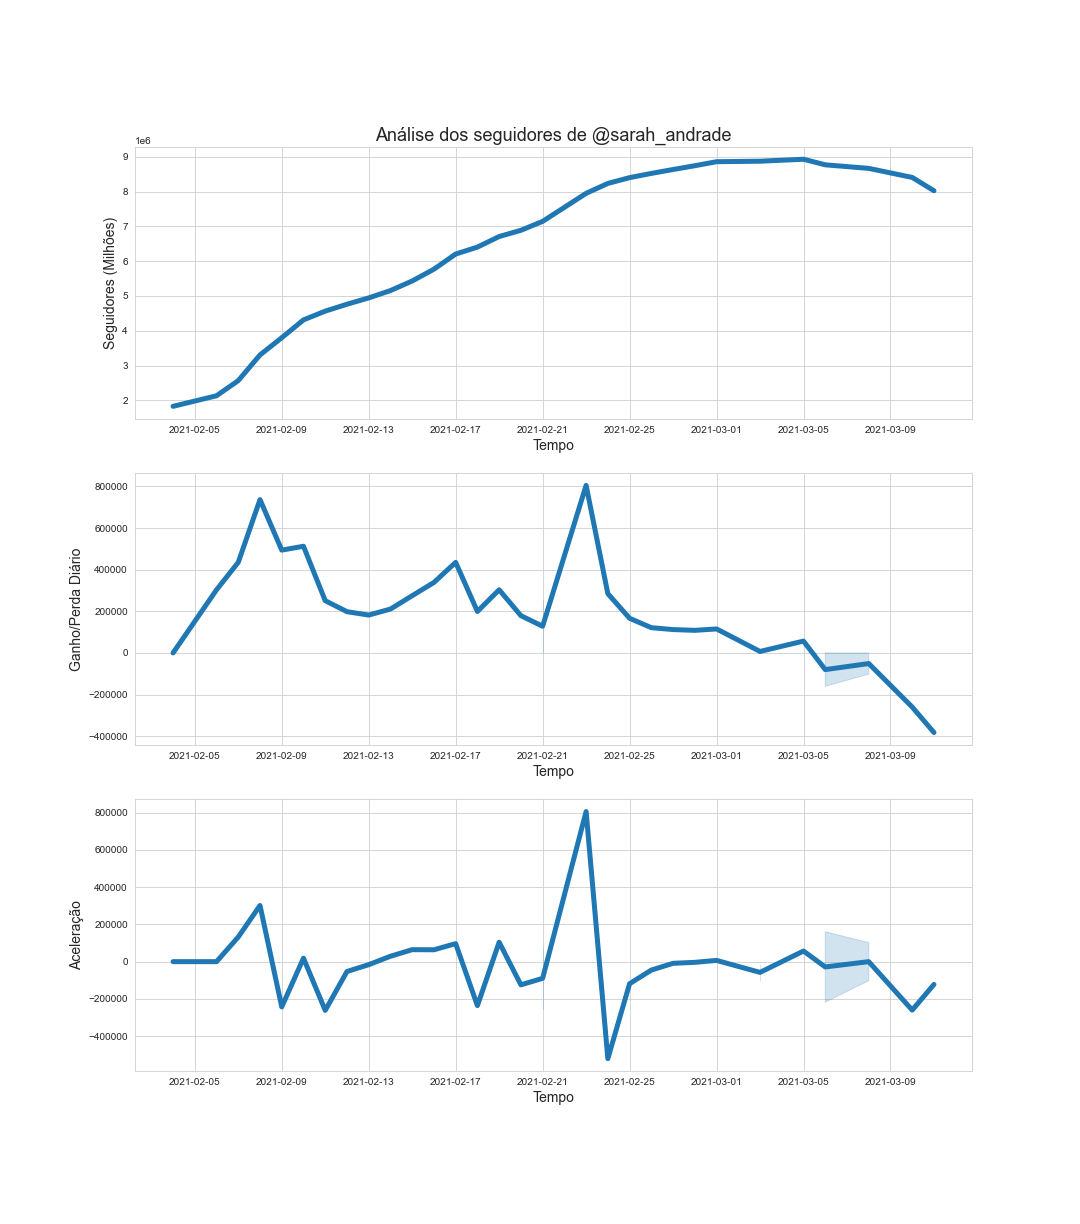 Análise dos seguidores de @sarah_andrade
1e6
9
8
7
6
5
4
3
2
Seguidores (Milhões)
2021-02-05 2021-02-09 2021-02-13 2021-02-17 2021-02-21 2021-02-25 2021-03-01 2021-03-05 2021-03-09
Tempo
800000
600000
400000
200000
0
−200000
−400000
Ganho/Perda Diário
2021-02-05 2021-02-09 2021-02-13 2021-02-17 2021-02-21 2021-02-25 2021-03-01 2021-03-05 2021-03-09
Tempo
800000
600000
400000
200000
0
−200000
−400000
Aceleração
2021-02-05 2021-02-09 2021-02-13 2021-02-17 2021-02-21 2021-02-25 2021-03-01 2021-03-05 2021-03-09
Tempo